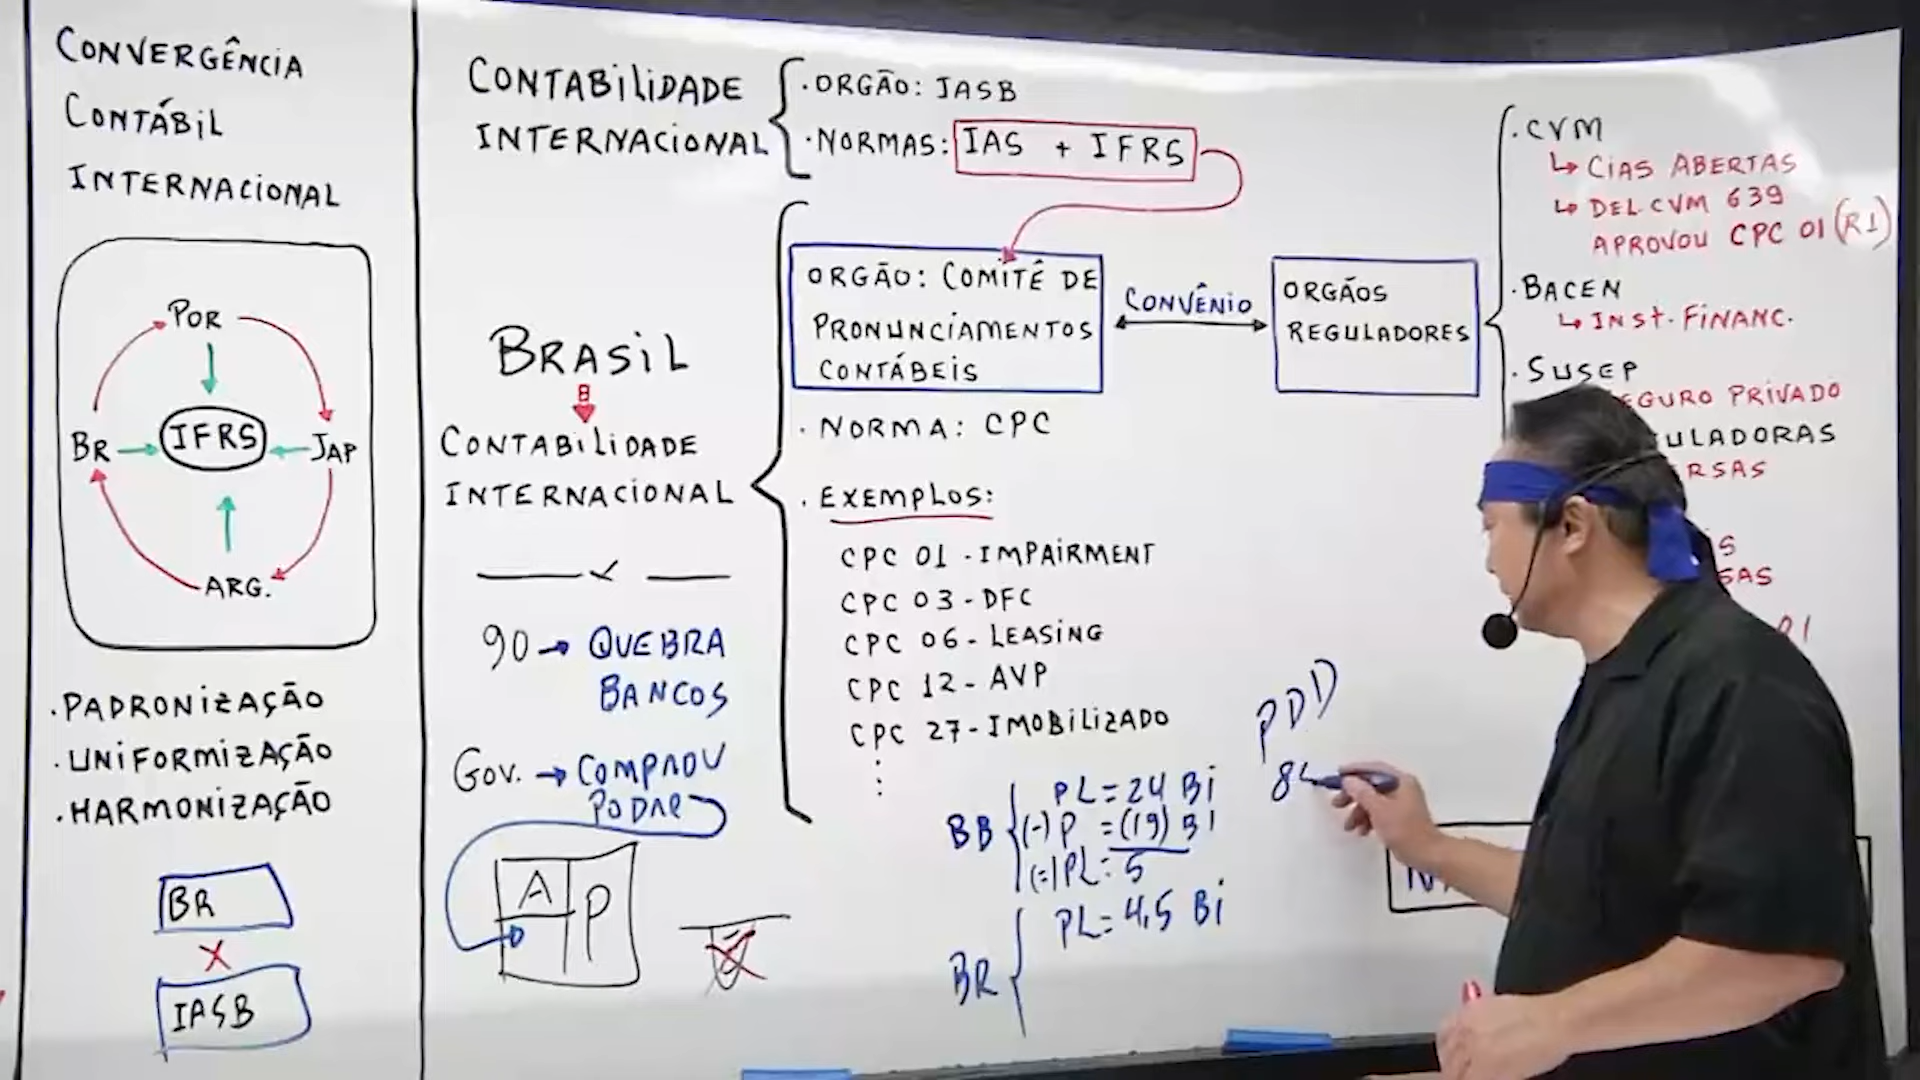 CONVERGÊNCIA
CONTÁBIL
INTERNACIONAL
POR
BR
IFRS
JAP
ARG.
.PADRONIZAÇÃO
.UNIFORMIZAÇÃO
.HARMONIZAÇÃO
BR
X
IASB
CONTABILIDADE
INTERNACIONAL
.ORGÃO: IASB
.NORMAS: IAS + IFRS
BRASIL
CONTABILIDADE
INTERNACIONAL
90 → QUEBRA
BANCOS
GOV. →
PODRE
A
P
ORGÃO: COMITÊ DE
PRONUNCIAMENTOS
CONTÁBEIS
CONVÊNIO
ORGÃOS
REGULADORES
. NORMA: CPC
. EXEMPLOS:
CPC 01 - IMPAIRMENT
CPC 03 - DFC
CPC 06 - LEASING
CPC 12 - AVP
CPC 27 - IMOBILIZADO
BB
PL = 24 Bi
(-) P = (19) Bi
(=) PL = 5
BR
PL = 4,5 Bi
PDD
.CVM
↳ CIAS ABERTAS
↳ DEL. CVM 639
APROVOU CPC 01 (R1)
.BACEN
↳ INST. FINANC.
.SUSEP
EGURO PRIVADO
ULADORAS
RSAS